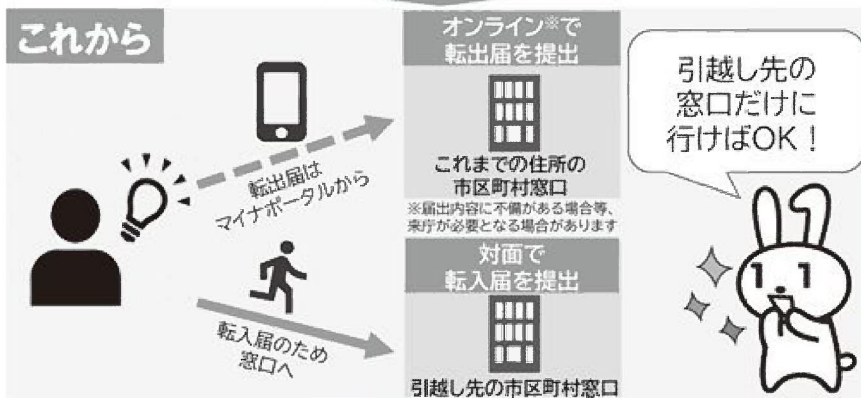 これから
オンライン※で
転出届を提出
転出届は
マイナポータルから
これまでの住所の
市区町村窓口
※届出内容に不備がある場合等、
来庁が必要となる場合があります
対面で
転入届を提出
転入届のため
窓口へ
引越し先の市区町村窓口
引越し先の
窓口だけに
行けばOK！